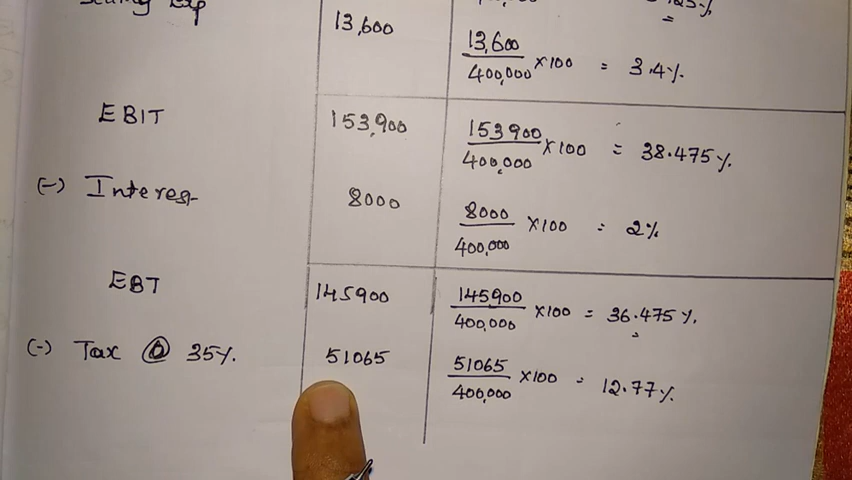 Exp
13,600 13,600/400,000 ×100 = 3.4%
EBIT 153,900 153900/400,000 ×100 = 38.475%
(-) Interes 8000 8000/400,000 ×100 = 2%
EBT 145900 145900/400,000 ×100 = 36.475%
(-) Tax @ 35%. 51065 51065/400,000 ×100 = 12.77%